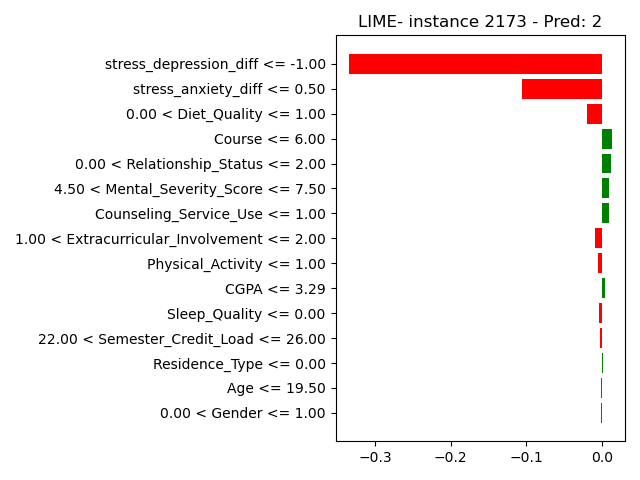 LIME- instance 2173 - Pred: 2
stress_depression_diff <= -1.00
stress_anxiety_diff <= 0.50
0.00 < Diet_Quality <= 1.00
Course <= 6.00
0.00 < Relationship_Status <= 2.00
4.50 < Mental_Severity_Score <= 7.50
Counseling_Service_Use <= 1.00
1.00 < Extracurricular_Involvement <= 2.00
Physical_Activity <= 1.00
CGPA <= 3.29
Sleep_Quality <= 0.00
22.00 < Semester_Credit_Load <= 26.00
Residence_Type <= 0.00
Age <= 19.50
0.00 < Gender <= 1.00
−0.3 −0.2 −0.1 0.0